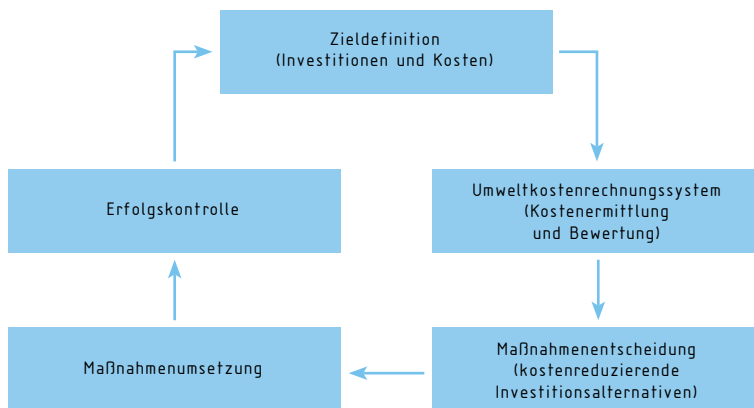 Zieldefinition
(Investitionen und Kosten)
Umweltkostenrechnungssystem
(Kostenermittlung
und Bewertung)
Maßnahmenentscheidung
(kostenreduzierende
Investitionsalternativen)
Maßnahmenumsetzung
Erfolgskontrolle